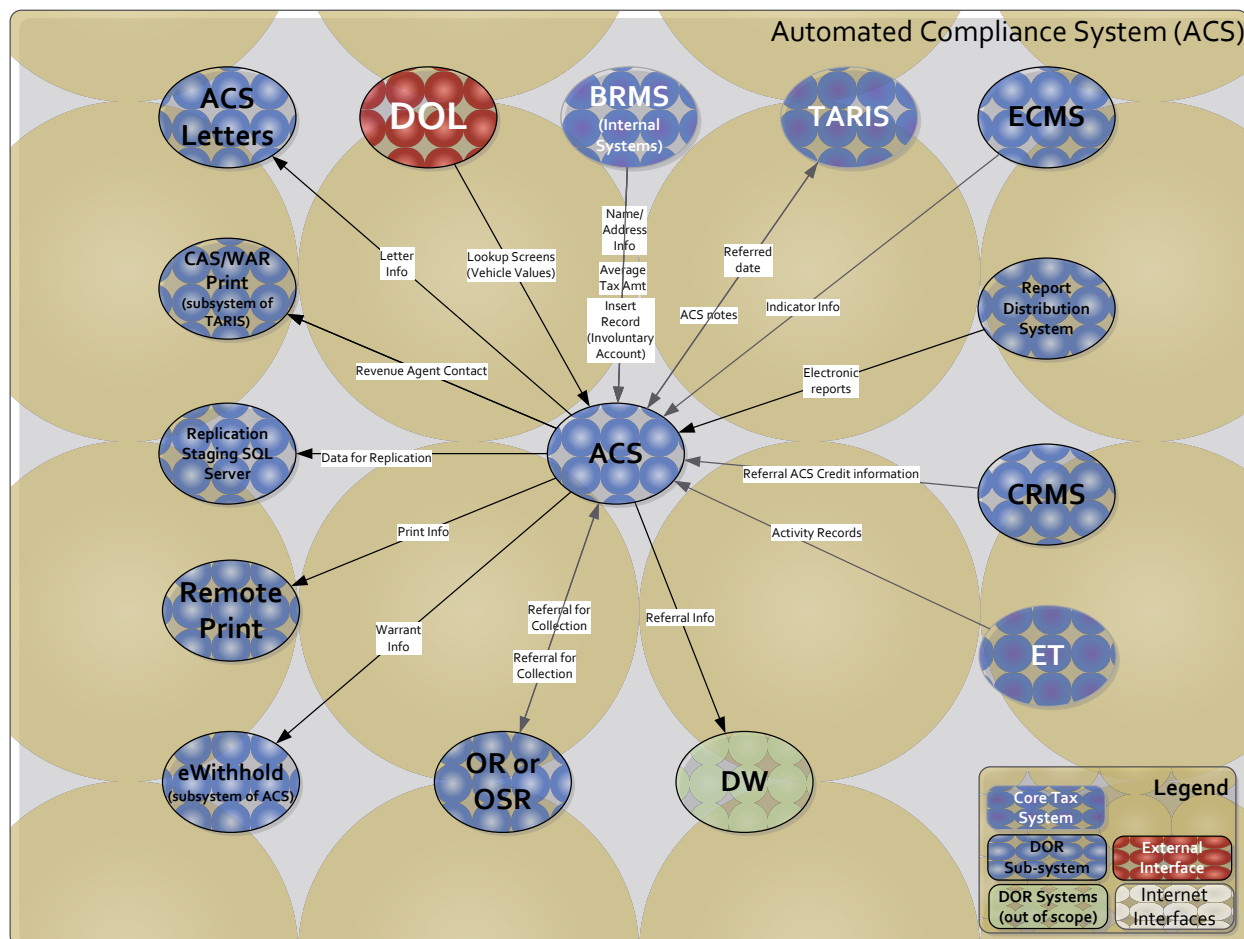 Automated Compliance System (ACS)
ACS
Letters
DOL
BRMS
(Internal
Systems)
TARIS
ECMS
Name/
Address
Info
Average
Tax Amt
Insert
Record
(Involuntary
Account)
Letter
Info
Lookup Screens
(Vehicle Values)
Referred
date
ACS notes
Indicator Info
CAS/WAR
Print
(subsystem of
TARIS)
Report
Distribution
System
Revenue Agent Contact
Electronic
reports
Replication
Staging SQL
Server
Data for Replication
ACS
Referral ACS Credit information
CRMS
Print Info
Activity Records
Remote
Print
Warrant
Info
Referral for
Collection
Referral for
Collection
Referral Info
ET
eWithhold
(subsystem of ACS)
OR or
OSR
DW
Legend
Core Tax
System
DOR
Sub-system
External
Interface
DOR Systems
(out of scope)
Internet
Interfaces